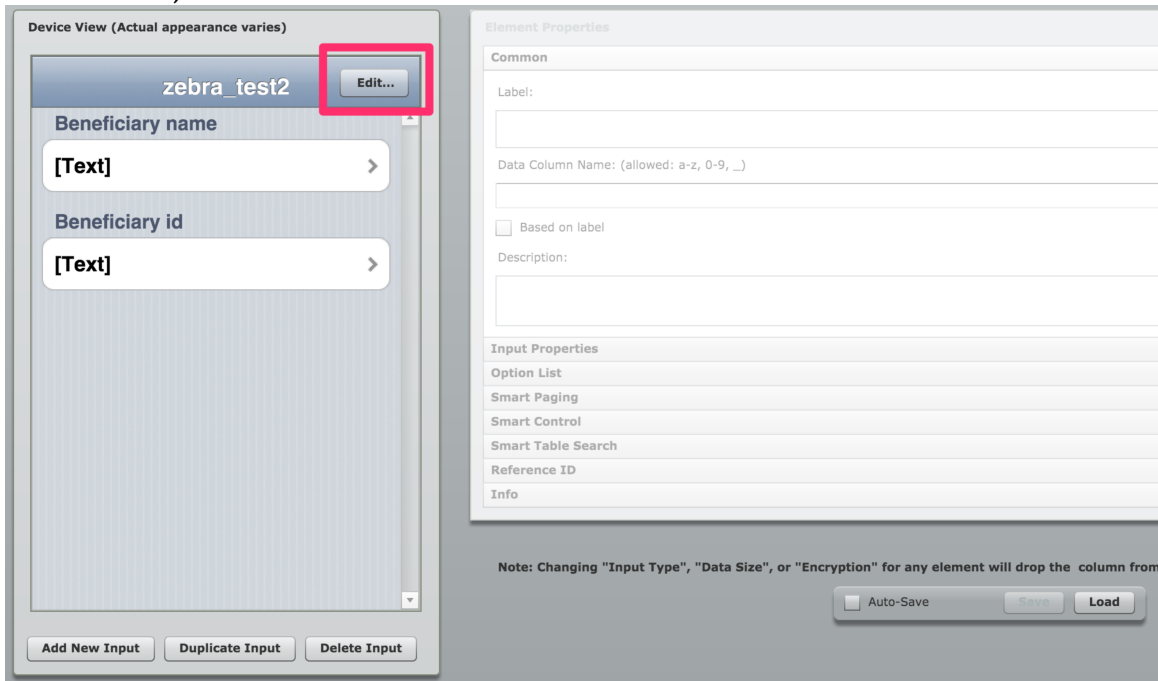 Device View (Actual appearance varies)
zebra_test2
Edit...
Beneficiary name
[Text]
Beneficiary id
[Text]
Add New Input
Duplicate Input
Delete Input
Element Properties
Common
Label:
Data Column Name: (allowed: a-z, 0-9, _)
Based on label
Description:
Input Properties
Option List
Smart Paging
Smart Control
Smart Table Search
Reference ID
Info
Note: Changing "Input Type", "Data Size", or "Encryption" for any element will drop the column from
Auto-Save
Save
Load